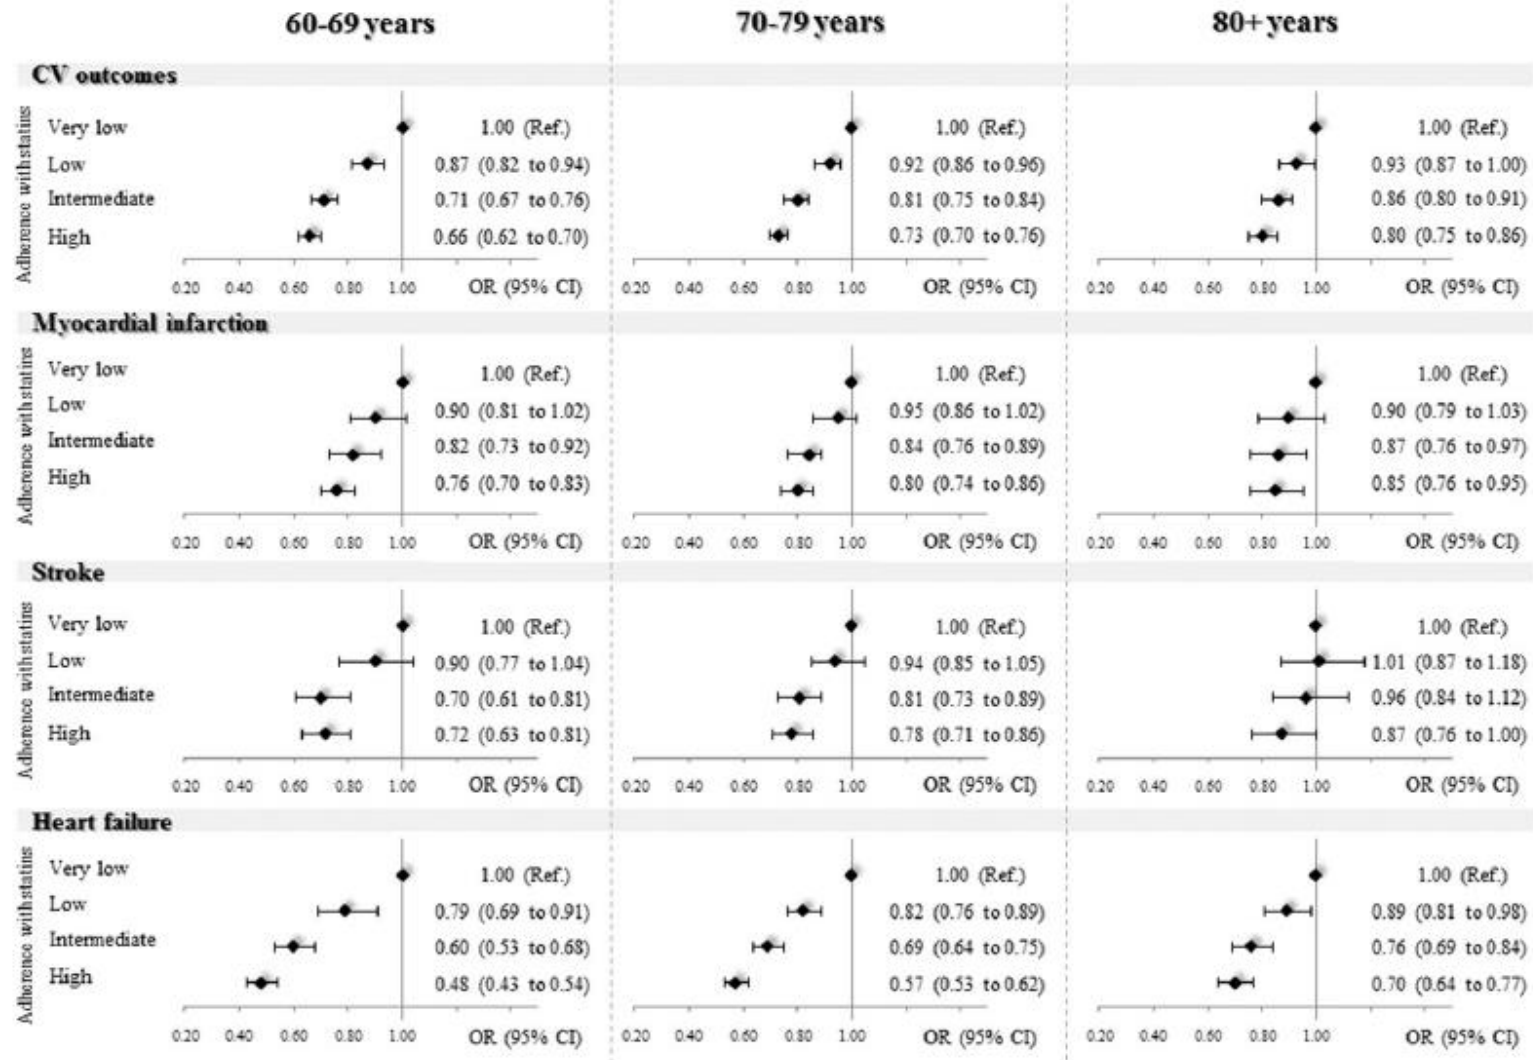 60-69 years 70-79 years 80+ years
CV outcomes
Adherence with statins
Very low 1.00 (Ref.) 1.00 (Ref.) 1.00 (Ref.)
Low 0.87 (0.82 to 0.94) 0.92 (0.86 to 0.96) 0.93 (0.87 to 1.00)
Intermediate 0.71 (0.67 to 0.76) 0.81 (0.75 to 0.84) 0.86 (0.80 to 0.91)
High 0.66 (0.62 to 0.70) 0.73 (0.70 to 0.76) 0.80 (0.75 to 0.86)
0.20 0.40 0.60 0.80 1.00 OR (95% CI) 0.20 0.40 0.60 0.80 1.00 OR (95% CI) 0.20 0.40 0.60 0.80 1.00 OR (95% CI)
Myocardial infarction
Adherence with statins
Very low 1.00 (Ref.) 1.00 (Ref.) 1.00 (Ref.)
Low 0.90 (0.81 to 1.02) 0.95 (0.86 to 1.02) 0.90 (0.79 to 1.03)
Intermediate 0.82 (0.73 to 0.92) 0.84 (0.76 to 0.89) 0.87 (0.76 to 0.97)
High 0.76 (0.70 to 0.83) 0.80 (0.74 to 0.86) 0.85 (0.76 to 0.95)
0.20 0.40 0.60 0.80 1.00 OR (95% CI) 0.20 0.40 0.60 0.80 1.00 OR (95% CI) 0.20 0.40 0.60 0.80 1.00 OR (95% CI)
Stroke
Adherence with statins
Very low 1.00 (Ref.) 1.00 (Ref.) 1.00 (Ref.)
Low 0.90 (0.77 to 1.04) 0.94 (0.85 to 1.05) 1.01 (0.87 to 1.18)
Intermediate 0.70 (0.61 to 0.81) 0.81 (0.73 to 0.89) 0.96 (0.84 to 1.12)
High 0.72 (0.63 to 0.81) 0.78 (0.71 to 0.86) 0.87 (0.76 to 1.00)
0.20 0.40 0.60 0.80 1.00 OR (95% CI) 0.20 0.40 0.60 0.80 1.00 OR (95% CI) 0.20 0.40 0.60 0.80 1.00 OR (95% CI)
Heart failure
Adherence with statins
Very low 1.00 (Ref.) 1.00 (Ref.) 1.00 (Ref.)
Low 0.79 (0.69 to 0.91) 0.82 (0.76 to 0.89) 0.89 (0.81 to 0.98)
Intermediate 0.60 (0.53 to 0.68) 0.69 (0.64 to 0.75) 0.76 (0.69 to 0.84)
High 0.48 (0.43 to 0.54) 0.57 (0.53 to 0.62) 0.70 (0.64 to 0.77)
0.20 0.40 0.60 0.80 1.00 OR (95% CI) 0.20 0.40 0.60 0.80 1.00 OR (95% CI) 0.20 0.40 0.60 0.80 1.00 OR (95% CI)